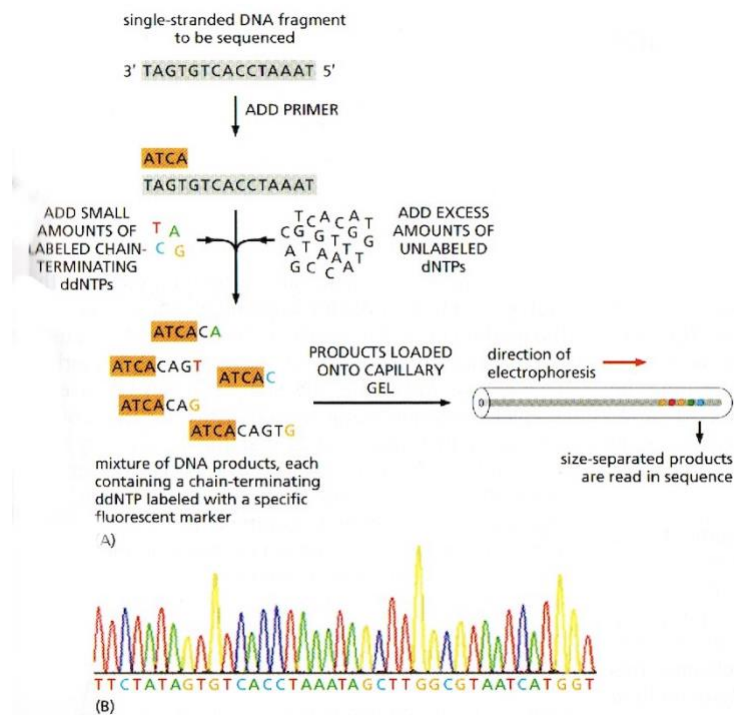 single-stranded DNA fragment
to be sequenced
3' TAGTGTCACCTAAAT 5'
ADD PRIMER
ATCA
TAGTGTCACCTAAAT
ADD SMALL
AMOUNTS OF
LABELED CHAIN-
TERMINATING
ddNTPs
T A
C G
ADD EXCESS
AMOUNTS OF
UNLABELED
dNTPs
ATCACA
ATCACAGT
ATCAC
ATCACAG
ATCACAGTG
mixture of DNA products, each
containing a chain-terminating
ddNTP labeled with a specific
fluorescent marker
PRODUCTS LOADED
ONTO CAPILLARY
GEL
direction of
electrophoresis
size-separated products
are read in sequence
A)
TTCTATAGTGTCACCTAAATAGCTTGGCGTAATCATGGT
(B)